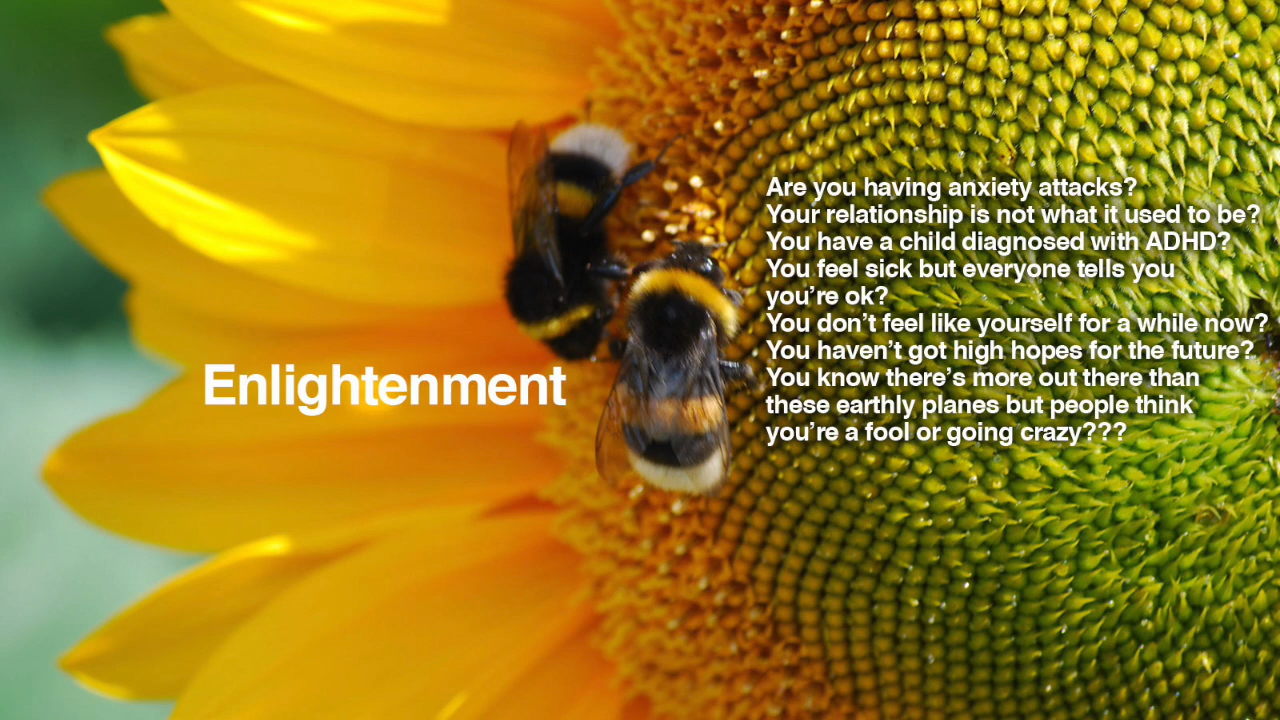 Enlightenment
Are you having anxiety attacks?
Your relationship is not what it used to be?
You have a child diagnosed with ADHD?
You feel sick but everyone tells you
you’re ok?
You don’t feel like yourself for a while now?
You haven’t got high hopes for the future?
You know there’s more out there than
these earthly planes but people think
you’re a fool or going crazy???